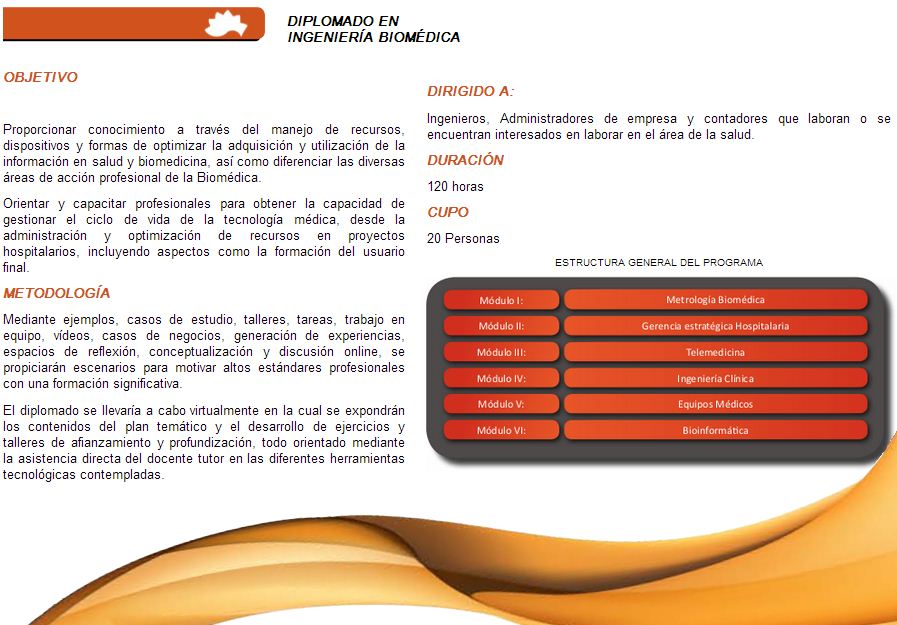 DIPLOMADO EN
INGENIERÍA BIOMÉDICA
OBJETIVO
Proporcionar conocimiento a través del manejo de recursos,
dispositivos y formas de optimizar la adquisición y utilización de la
información en salud y biomedicina, así como diferenciar las diversas
áreas de acción profesional de la Biomédica.
Orientar y capacitar profesionales para obtener la capacidad de
gestionar el ciclo de vida de la tecnología médica, desde la
administración y optimización de recursos en proyectos
hospitalarios, incluyendo aspectos como la formación del usuario
final.
METODOLOGÍA
Mediante ejemplos, casos de estudio, talleres, tareas, trabajo en
equipo, vídeos, casos de negocios, generación de experiencias,
espacios de reflexión, conceptualización y discusión online, se
propiciarán escenarios para motivar altos estándares profesionales
con una formación significativa.
El diplomado se llevaría a cabo virtualmente en la cual se expondrán
los contenidos del plan temático y el desarrollo de ejercicios y
talleres de afianzamiento y profundización, todo orientado mediante
la asistencia directa del docente tutor en las diferentes herramientas
tecnológicas contempladas.
DIRIGIDO A:
Ingenieros, Administradores de empresa y contadores que laboran o se
encuentran interesados en laborar en el área de la salud.
DURACIÓN
120 horas
CUPO
20 Personas
ESTRUCTURA GENERAL DEL PROGRAMA
Módulo I: Metrología Biomédica
Módulo II: Gerencia estratégica Hospitalaria
Módulo III: Telemedicina
Módulo IV: Ingeniería Clínica
Módulo V: Equipos Médicos
Módulo VI: Bioinformática